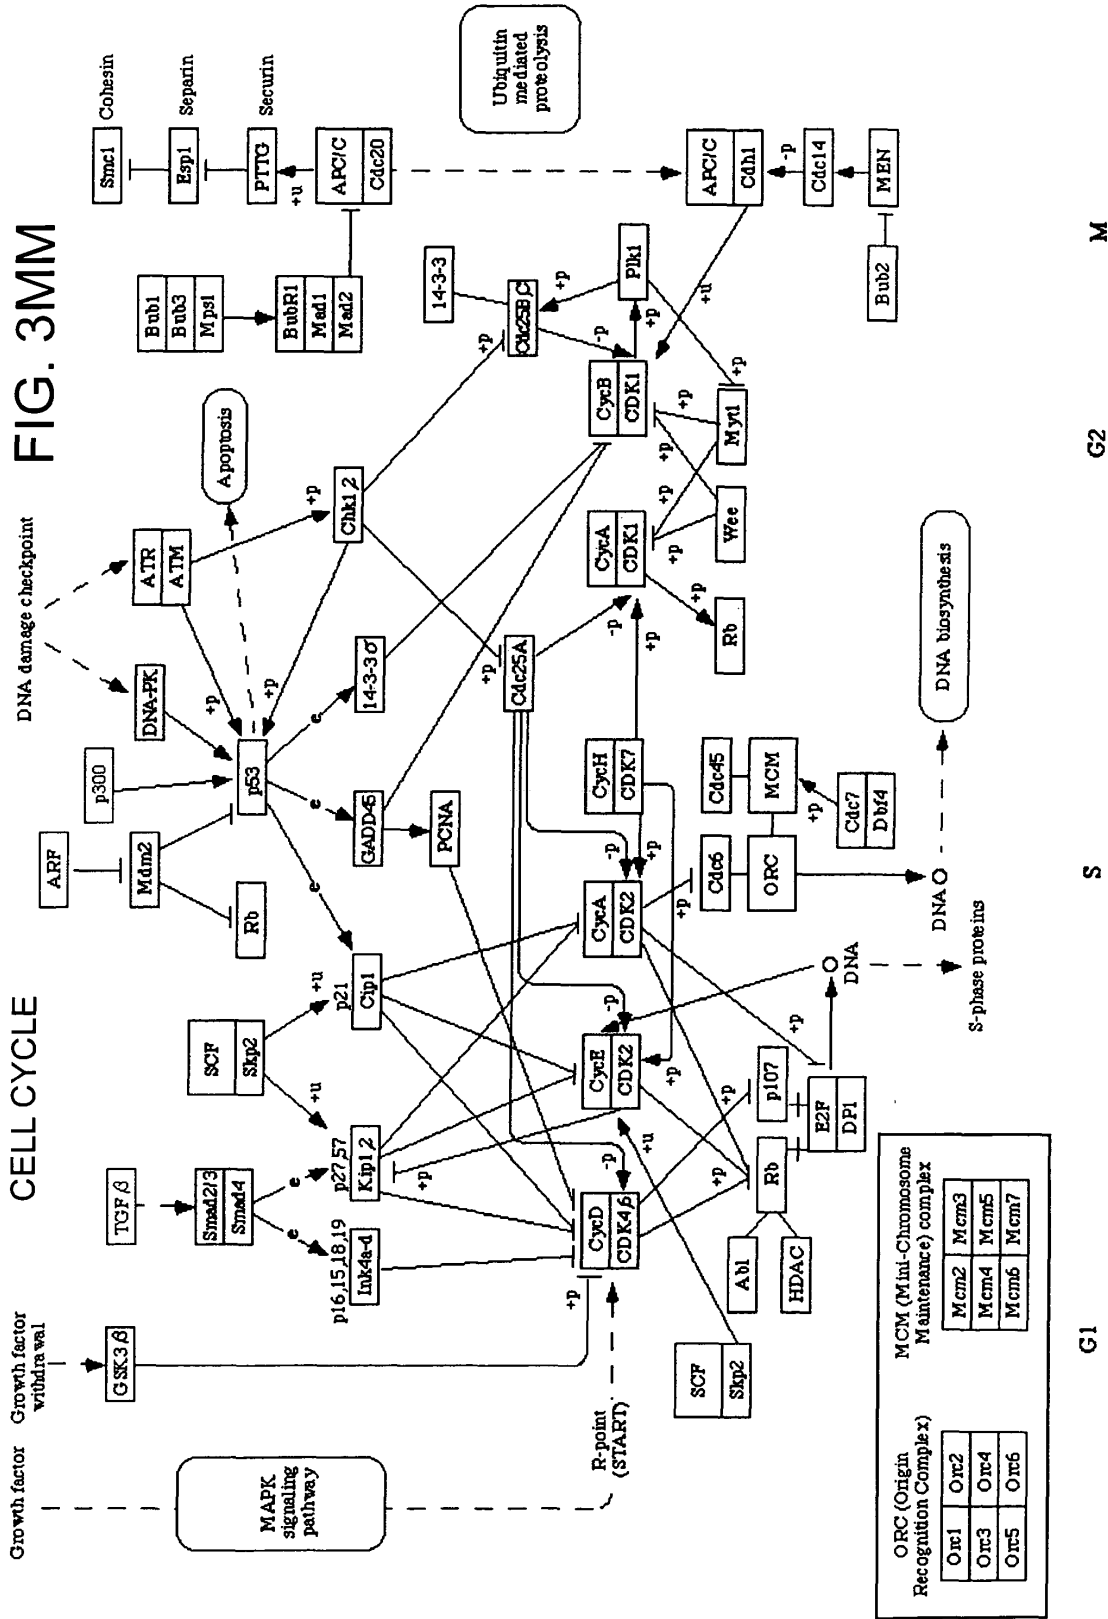 FIG. 3MM
CELL CYCLE
Growth factor
Growth factor
withdrawal
DNA damage checkpoint
MAPK
signaling
pathway
GSK3β
TGFβ
Smad2/3
Smad4
SCF
Skp2
ARF
Mdm2
Rb
p300
p53
DNA-PK
ATR
ATM
Apoptosis
Bub1
Bub3
Mps1
BubR1
Mad1
Mad2
Smc1
Cohesin
Esp1
Separin
PTTG
Securin
+u
APC/C
Cdc20
Ubiquitin
mediated
proteolysis
+u
+u
e
e
e
e
e
+p
+p
+p
p16,15,18,19
Ink4a-d
p27,57
Kip1,2
+p
p21
Cip1
GADD45
14-3-3σ
Chk1,2
PCNA
14-3-3
Cdc25A
+p
Cdc25B,C
+p
+p
-p
+p
Plk1
R-point
(START)
+p
CycD
CDK4,6
-p
CycE
CDK2
-p
+p
+u
CycA
CDK2
-p
+p
CycH
CDK7
CycA
CDK1
-p
+p
CycB
CDK1
+u
+p
+p
+p
+p
+p
Wee
Myt1
+p
Rb
APC/C
Cdh1
-p
Cdc14
MEN
Bub2
SCF
Skp2
Abl
HDAC
Rb
+p
+p
p107
E2F
DP1
+p
DNA
S-phase proteins
+p
Cdc6
ORC
Cdc45
MCM
+p
Cdc7
Dbf4
DNA
DNA biosynthesis
ORC (Origin
Recognition Complex)
Orc1 Orc2
Orc3 Orc4
Orc5 Orc6
MCM (Mini-Chromosome
Maintenance) complex
Mcm2 Mcm3
Mcm4 Mcm5
Mcm6 Mcm7
G1
S
G2
M